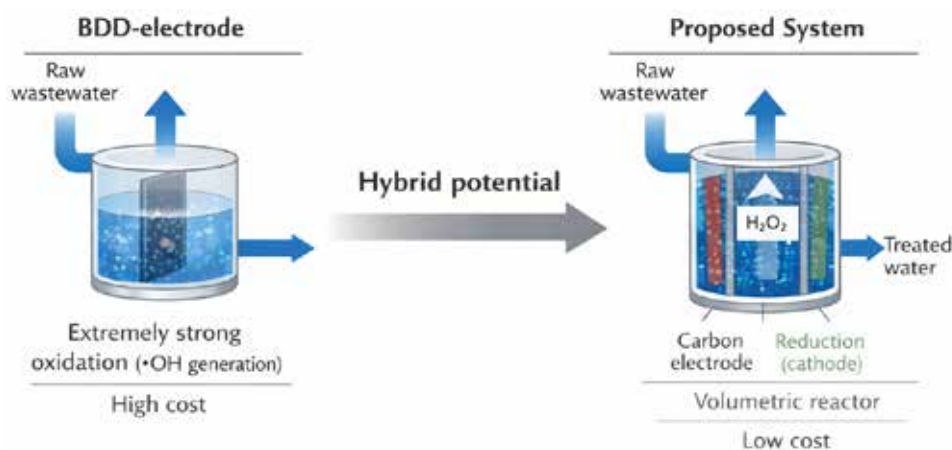 BDD-electrode
Raw
wastewater
Extremely strong
oxidation (•OH generation)
High cost
Hybrid potential
Proposed System
Raw
wastewater
H₂O₂
Treated
water
Carbon
electrode
Reduction
(cathode)
Volumetric reactor
Low cost